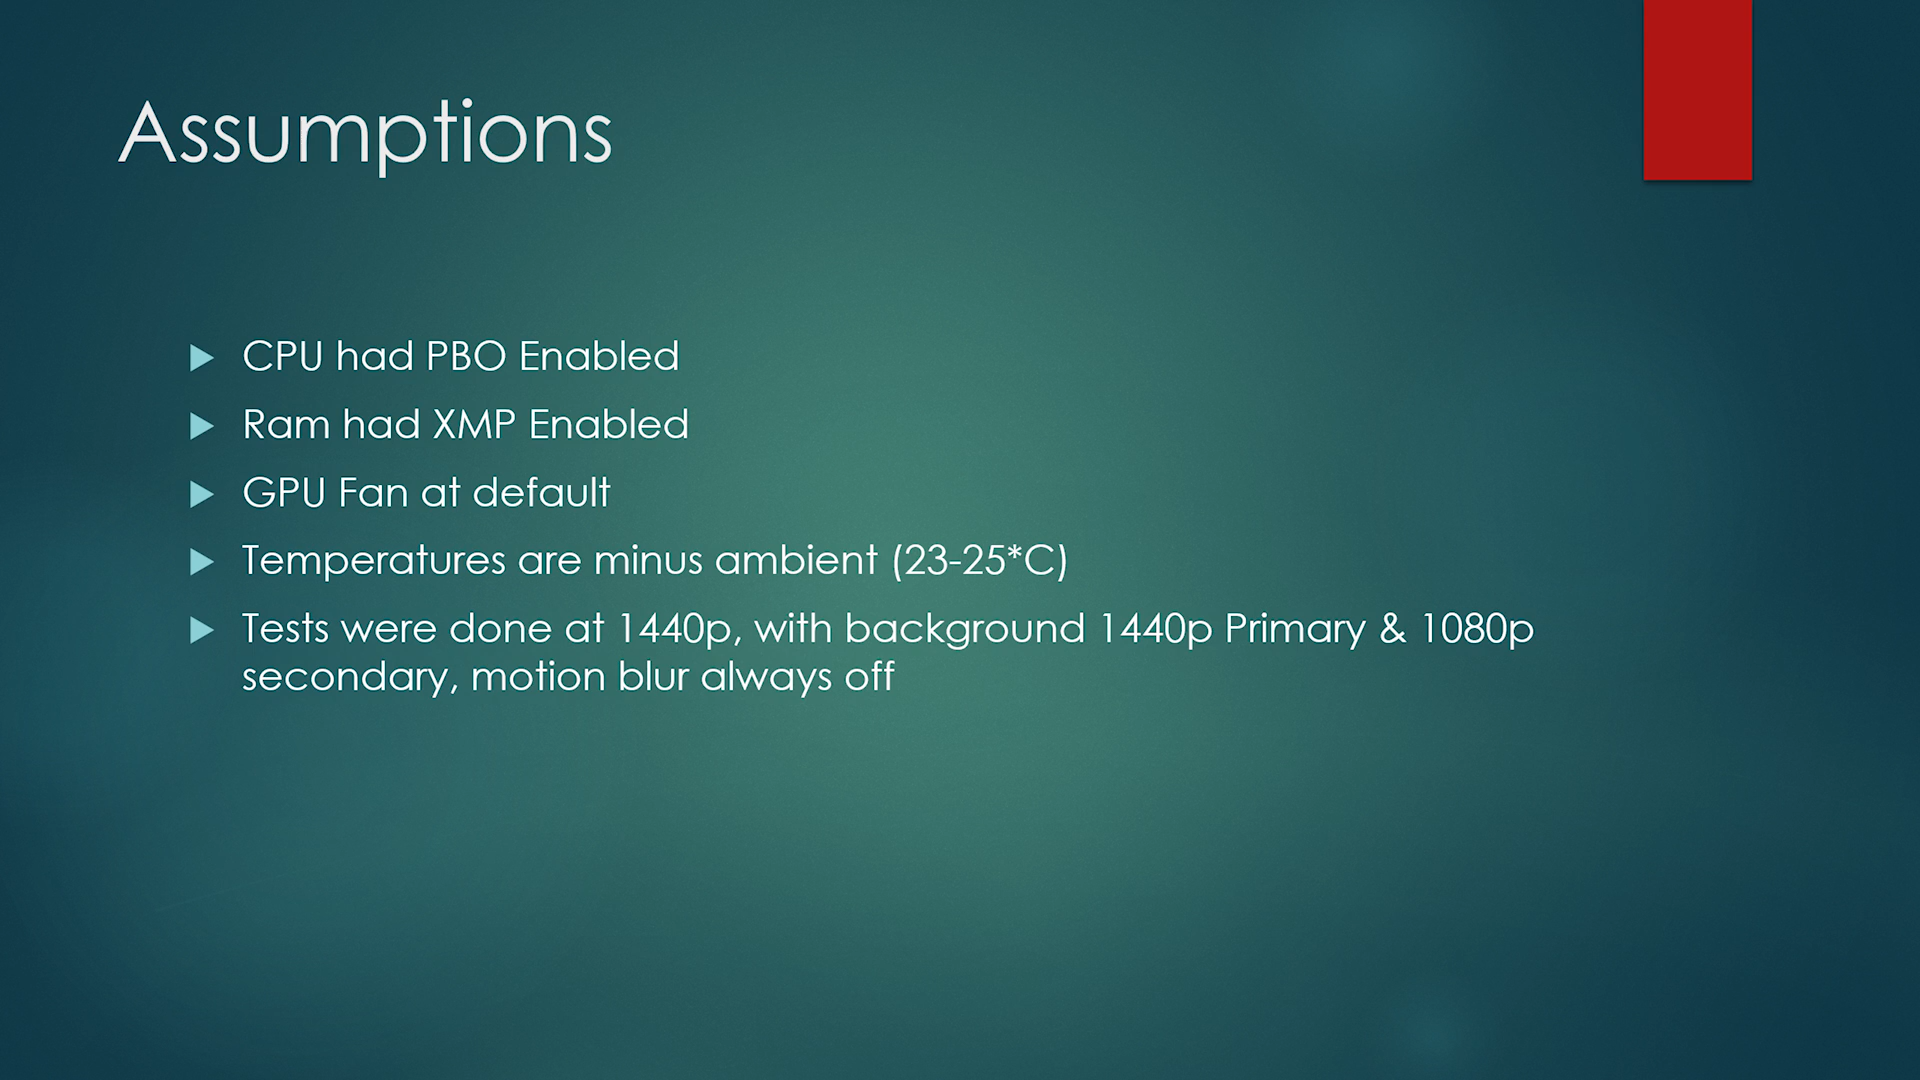 Assumptions
CPU had PBO Enabled
Ram had XMP Enabled
GPU Fan at default
Temperatures are minus ambient (23-25*C)
Tests were done at 1440p, with background 1440p Primary & 1080p
secondary, motion blur always off